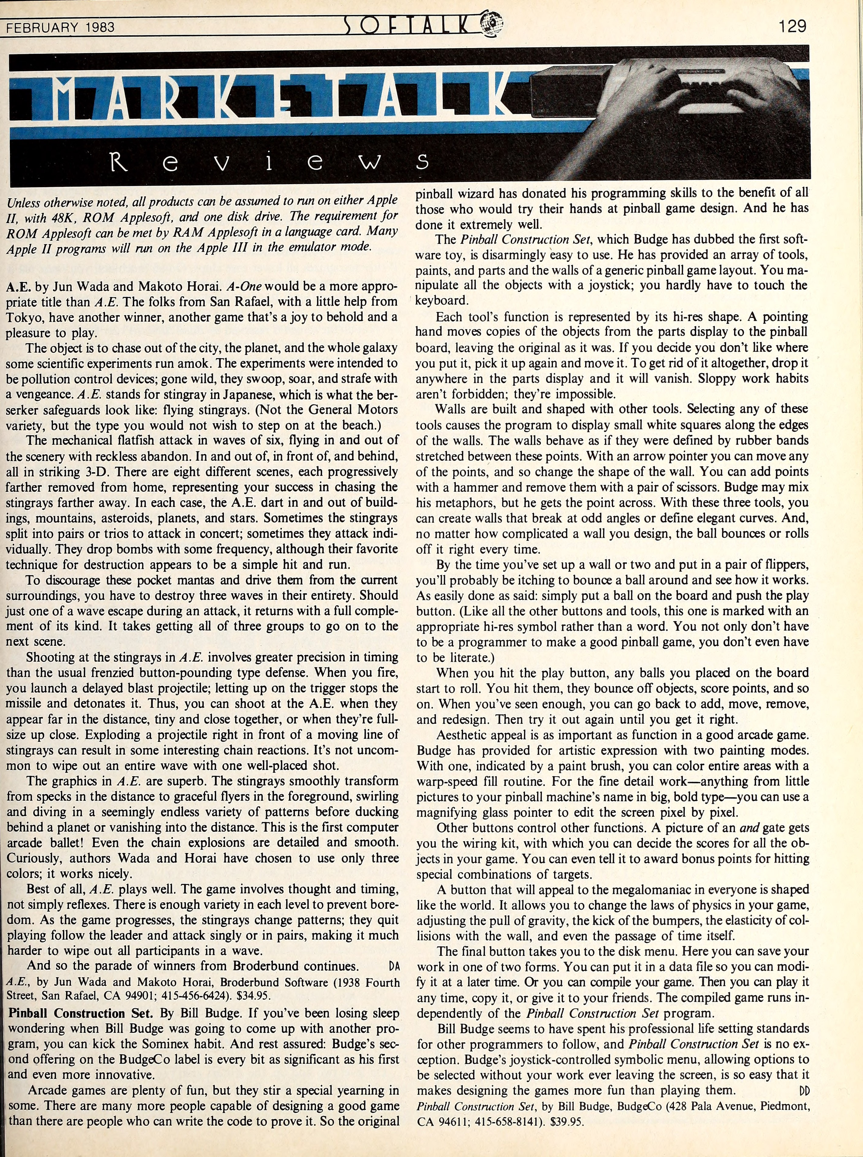 FEBRUARY 1983
SOFTALK
129
MARKETALK
Reviews
Unless otherwise noted, all products can be assumed to run on either Apple
II, with 48K, ROM Applesoft, and one disk drive. The requirement for
ROM Applesoft can be met by RAM Applesoft in a language card. Many
Apple II programs will run on the Apple III in the emulator mode.
A.E. by Jun Wada and Makoto Horai. A-One would be a more appro-
priate title than A.E. The folks from San Rafael, with a little help from
Tokyo, have another winner, another game that's a joy to behold and a
pleasure to play.
The object is to chase out of the city, the planet, and the whole galaxy
some scientific experiments run amok. The experiments were intended to
be pollution control devices; gone wild, they swoop, soar, and strafe with
a vengeance. A.E. stands for stingray in Japanese, which is what the ber-
serker safeguards look like: flying stingrays. (Not the General Motors
variety, but the type you would not wish to step on at the beach.)
The mechanical flatfish attack in waves of six, flying in and out of
the scenery with reckless abandon. In and out of, in front of, and behind,
all in striking 3-D. There are eight different scenes, each progressively
farther removed from home, representing your success in chasing the
stingrays farther away. In each case, the A.E. dart in and out of build-
ings, mountains, asteroids, planets, and stars. Sometimes the stingrays
split into pairs or trios to attack in concert; sometimes they attack indi-
vidually. They drop bombs with some frequency, although their favorite
technique for destruction appears to be a simple hit and run.
To discourage these pocket mantas and drive them from the current
surroundings, you have to destroy three waves in their entirety. Should
just one of a wave escape during an attack, it returns with a full comple-
ment of its kind. It takes getting all of three groups to go on to the
next scene.
Shooting at the stingrays in A.E. involves greater precision in timing
than the usual frenzied button-pounding type defense. When you fire,
you launch a delayed blast projectile; letting up on the trigger stops the
missile and detonates it. Thus, you can shoot at the A.E. when they
appear far in the distance, tiny and close together, or when they're full-
size up close. Exploding a projectile right in front of a moving line of
stingrays can result in some interesting chain reactions. It's not uncom-
mon to wipe out an entire wave with one well-placed shot.
The graphics in A.E. are superb. The stingrays smoothly transform
from specks in the distance to graceful flyers in the foreground, swirling
and diving in a seemingly endless variety of patterns before ducking
behind a planet or vanishing into the distance. This is the first computer
arcade ballet! Even the chain explosions are detailed and smooth.
Curiously, authors Wada and Horai have chosen to use only three
colors; it works nicely.
Best of all, A.E. plays well. The game involves thought and timing,
not simply reflexes. There is enough variety in each level to prevent bore-
dom. As the game progresses, the stingrays change patterns; they quit
playing follow the leader and attack singly or in pairs, making it much
harder to wipe out all participants in a wave.
And so the parade of winners from Broderbund continues. DA
A.E., by Jun Wada and Makoto Horai, Broderbund Software (1938 Fourth
Street, San Rafael, CA 94901; 415-456-6424). $34.95.
Pinball Construction Set. By Bill Budge. If you've been losing sleep
wondering when Bill Budge was going to come up with another pro-
gram, you can kick the Sominex habit. And rest assured: Budge's sec-
ond offering on the BudgeCo label is every bit as significant as his first
and even more innovative.
Arcade games are plenty of fun, but they stir a special yearning in
some. There are many more people capable of designing a good game
than there are people who can write the code to prove it. So the original
pinball wizard has donated his programming skills to the benefit of all
those who would try their hands at pinball game design. And he has
done it extremely well.
The Pinball Construction Set, which Budge has dubbed the first soft-
ware toy, is disarmingly easy to use. He has provided an array of tools,
paints, and parts and the walls of a generic pinball game layout. You ma-
nipulate all the objects with a joystick; you hardly have to touch the
keyboard.
Each tool's function is represented by its hi-res shape. A pointing
hand moves copies of the objects from the parts display to the pinball
board, leaving the original as it was. If you decide you don't like where
you put it, pick it up again and move it. To get rid of it altogether, drop it
anywhere in the parts display and it will vanish. Sloppy work habits
aren't forbidden; they're impossible.
Walls are built and shaped with other tools. Selecting any of these
tools causes the program to display small white squares along the edges
of the walls. The walls behave as if they were defined by rubber bands
stretched between these points. With an arrow pointer you can move any
of the points, and so change the shape of the wall. You can add points
with a hammer and remove them with a pair of scissors. Budge may mix
his metaphors, but he gets the point across. With these three tools, you
can create walls that break at odd angles or define elegant curves. And,
no matter how complicated a wall you design, the ball bounces or rolls
off it right every time.
By the time you've set up a wall or two and put in a pair of flippers,
you'll probably be itching to bounce a ball around and see how it works.
As easily done as said: simply put a ball on the board and push the play
button. (Like all the other buttons and tools, this one is marked with an
appropriate hi-res symbol rather than a word. You not only don't have
to be a programmer to make a good pinball game, you don't even have
to be literate.)
When you hit the play button, any balls you placed on the board
start to roll. You hit them, they bounce off objects, score points, and so
on. When you've seen enough, you can go back to add, move, remove,
and redesign. Then try it out again until you get it right.
Aesthetic appeal is as important as function in a good arcade game.
Budge has provided for artistic expression with two painting modes.
With one, indicated by a paint brush, you can color entire areas with a
warp-speed fill routine. For the fine detail work—anything from little
pictures to your pinball machine's name in big, bold type—you can use a
magnifying glass pointer to edit the screen pixel by pixel.
Other buttons control other functions. A picture of an and gate gets
you the wiring kit, with which you can decide the scores for all the ob-
jects in your game. You can even tell it to award bonus points for hitting
special combinations of targets.
A button that will appeal to the megalomaniac in everyone is shaped
like the world. It allows you to change the laws of physics in your game,
adjusting the pull of gravity, the kick of the bumpers, the elasticity of col-
lisions with the wall, and even the passage of time itself.
The final button takes you to the disk menu. Here you can save your
work in one of two forms. You can put it in a data file so you can modi-
fy it at a later time. Or you can compile your game. Then you can play it
any time, copy it, or give it to your friends. The compiled game runs in-
dependently of the Pinball Construction Set program.
Bill Budge seems to have spent his professional life setting standards
for other programmers to follow, and Pinball Construction Set is no ex-
ception. Budge's joystick-controlled symbolic menu, allowing options to
be selected without your work ever leaving the screen, is so easy that it
makes designing the games more fun than playing them. DD
Pinball Construction Set, by Bill Budge, BudgeCo (428 Pala Avenue, Piedmont,
CA 94611; 415-658-8141). $39.95.